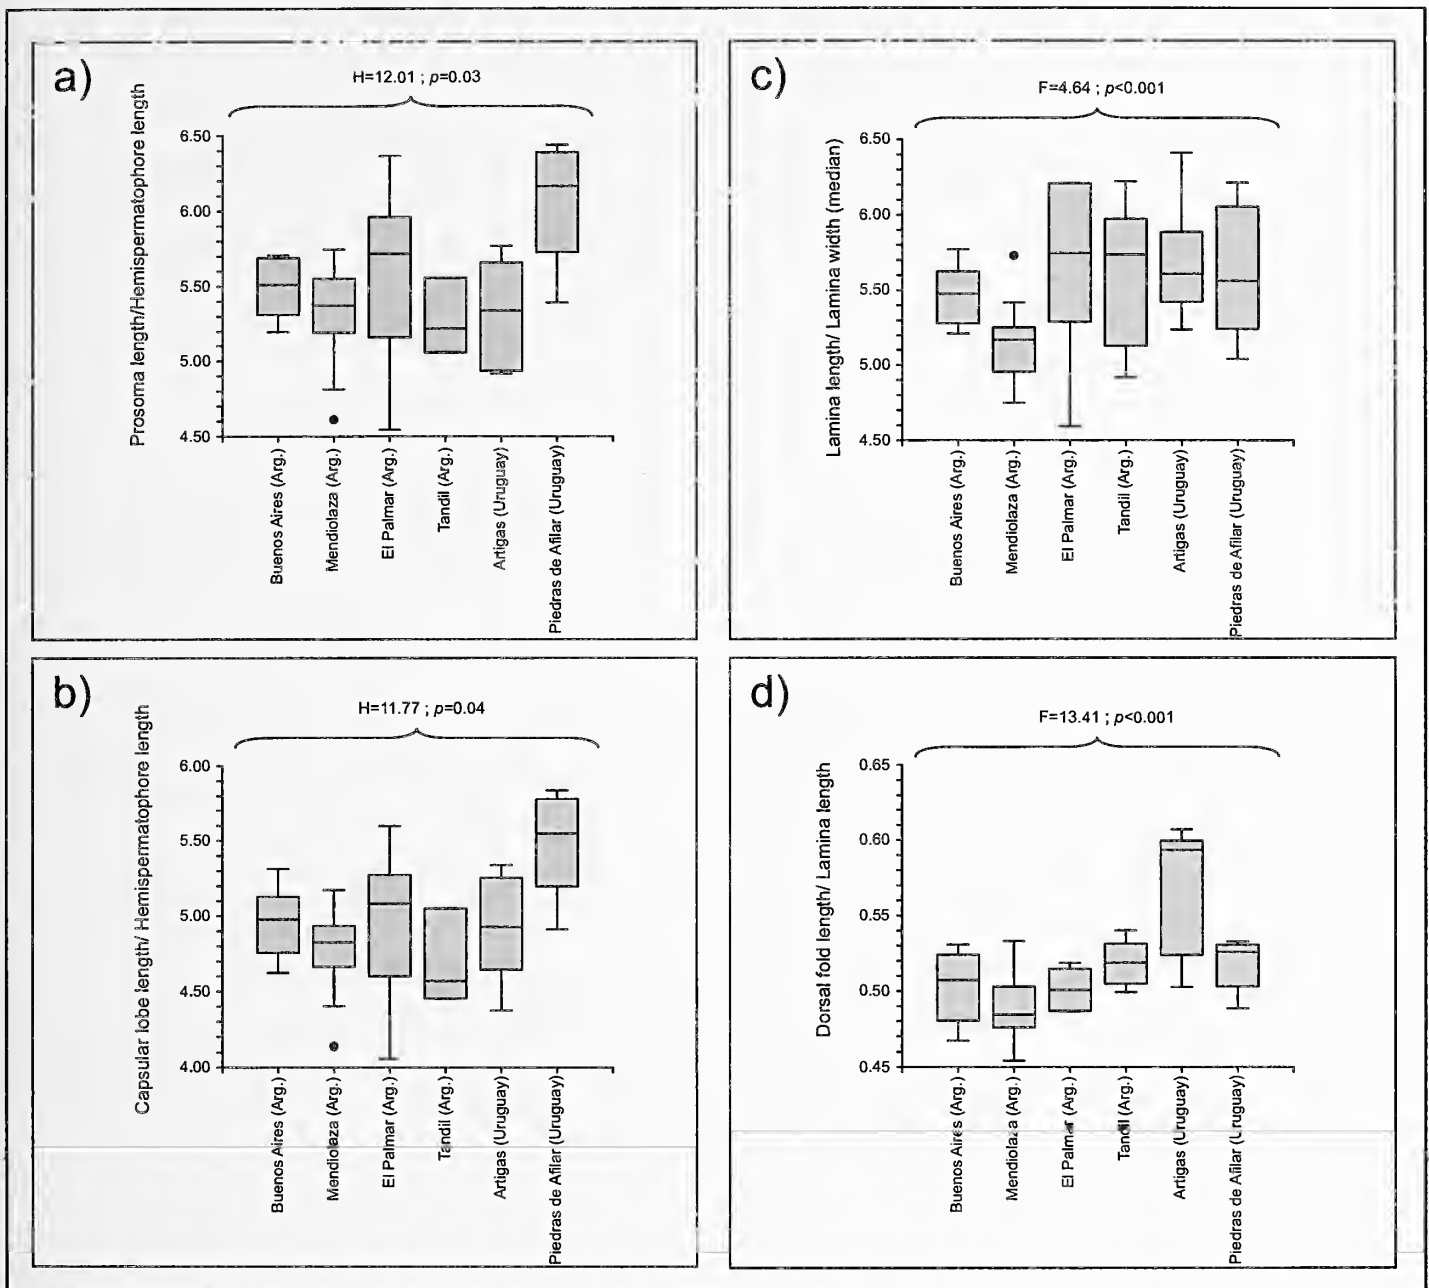 a)
H=12.01 ; p=0.03
Prosoma length/Hemispermatophore length
6.50
6.00
5.50
5.00
4.50
Buenos Aires (Arg.)
Mendiolaza (Arg.)
El Palmar (Arg.)
Tandil (Arg.)
Artigas (Uruguay)
Piedras de Afilar (Uruguay)
c)
F=4.64 ; p<0.001
Lamina length/ Lamina width (median)
6.50
6.00
5.50
5.00
4.50
Buenos Aires (Arg.)
Mendiolaza (Arg.)
El Palmar (Arg.)
Tandil (Arg.)
Artigas (Uruguay)
Piedras de Afilar (Uruguay)
b)
H=11.77 ; p=0.04
Capsular lobe length/ Hemispermatophore length
6.00
5.50
5.00
4.50
4.00
Buenos Aires (Arg.)
Mendiolaza (Arg.)
El Palmar (Arg.)
Tandil (Arg.)
Artigas (Uruguay)
Piedras de Afilar (Uruguay)
d)
F=13.41 ; p<0.001
Dorsal fold length/ Lamina length
0.65
0.60
0.55
0.50
0.45
Buenos Aires (Arg.)
Mendiolaza (Arg.)
El Palmar (Arg.)
Tandil (Arg.)
Artigas (Uruguay)
Piedras de Afilar (Uruguay)